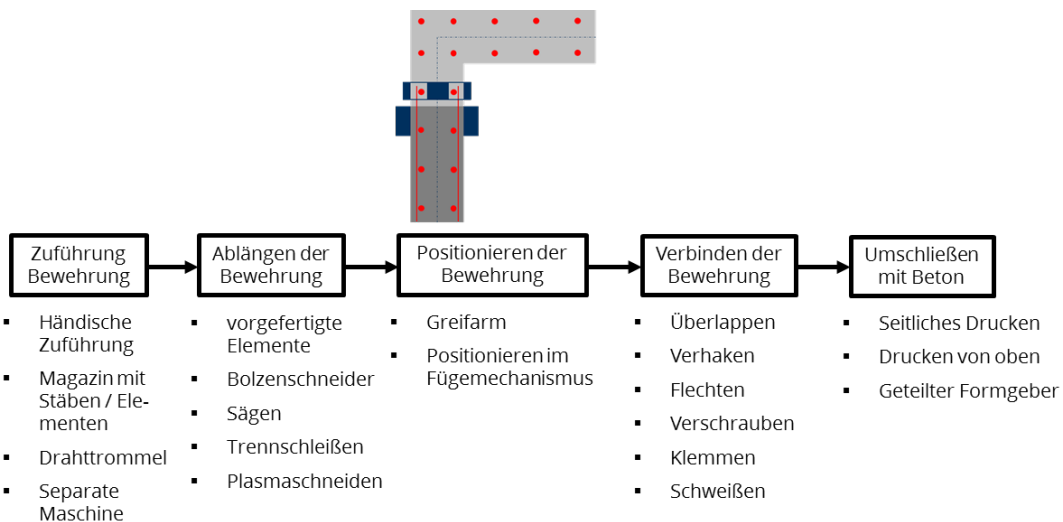 Zuführung
Bewehrung
Ablängen der
Bewehrung
Positionieren der
Bewehrung
Verbinden der
Bewehrung
Umschließen
mit Beton
▪ Händische
Zuführung
▪ Magazin mit
Stäben / Ele-
menten
▪ Drahttrommel
▪ Separate
Maschine
▪ vorgefertigte
Elemente
▪ Bolzenschneider
▪ Sägen
▪ Trennschleißen
▪ Plasmaschneiden
▪ Greifarm
▪ Positionieren im
Fügemechanismus
▪ Überlappen
▪ Verhaken
▪ Flechten
▪ Verschrauben
▪ Klemmen
▪ Schweißen
▪ Seitliches Drucken
▪ Drucken von oben
▪ Geteilter Formgeber